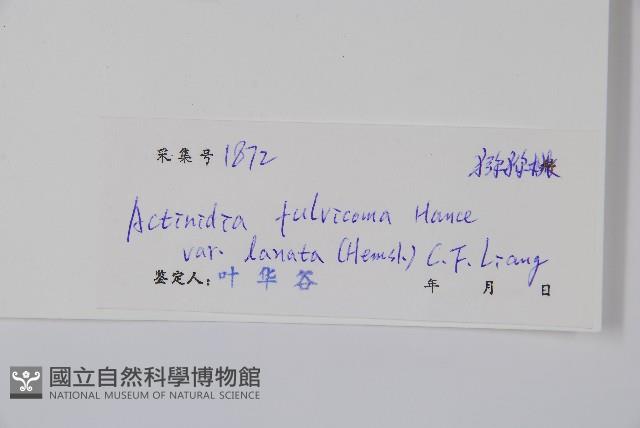 采集号 1872 猕猴桃
Actinidia fulvicoma Hance
var. lanata (Hemsl.) C. F. Liang
鉴定人：叶华谷 年 月 日
國立自然科學博物館
NATIONAL MUSEUM OF NATURAL SCIENCE